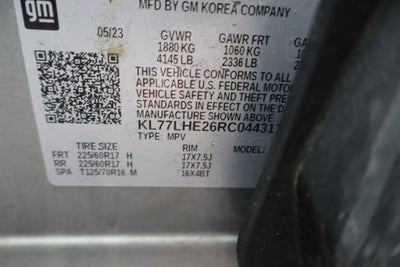 gm
MFD BY GM KOREA COMPANY
05/23 GVWR GAWR FRT
1880 KG 1060 KG
4145 LB 2336 LB
THIS VEHICLE CONFORMS TO ALL
APPLICABLE U.S. FEDERAL MOTOR
VEHICLE SAFETY AND BUMPER
STANDARDS IN EFFECT ON THE DA
MANUFACTURE SHOWN ABOVE.
KL77LHE26RC04431
TYPE: MPV
TIRE SIZE RIM MODEL:
FRT 225/60R17 H 17X7.5J
RR 225/60R17 H 17X7.5J
SPA T125/70R16 M 16X4BT